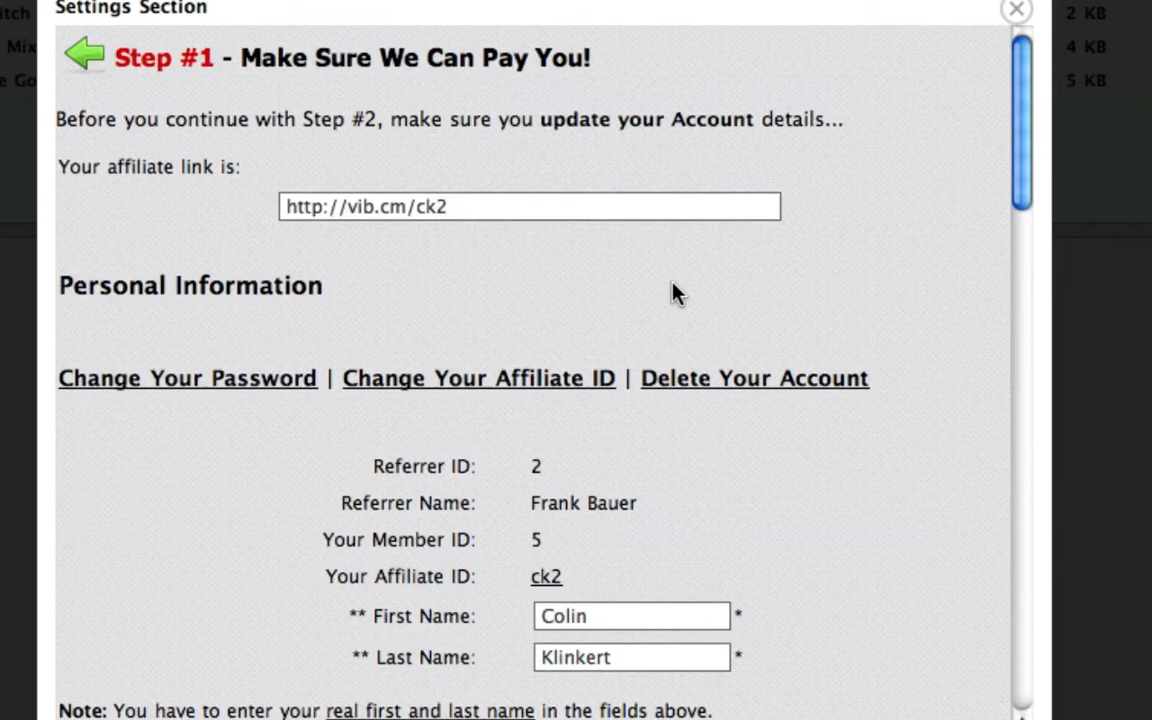 Settings Section
itch
2 KB
Mix
4 KB
e Go
5 KB
Step #1 - Make Sure We Can Pay You!
Before you continue with Step #2, make sure you update your Account details...
Your affiliate link is:
http://vib.cm/ck2
Personal Information
Change Your Password | Change Your Affiliate ID | Delete Your Account
Referrer ID: 2
Referrer Name: Frank Bauer
Your Member ID: 5
Your Affiliate ID: ck2
** First Name: Colin *
** Last Name: Klinkert *
Note: You have to enter your real first and last name in the fields above.